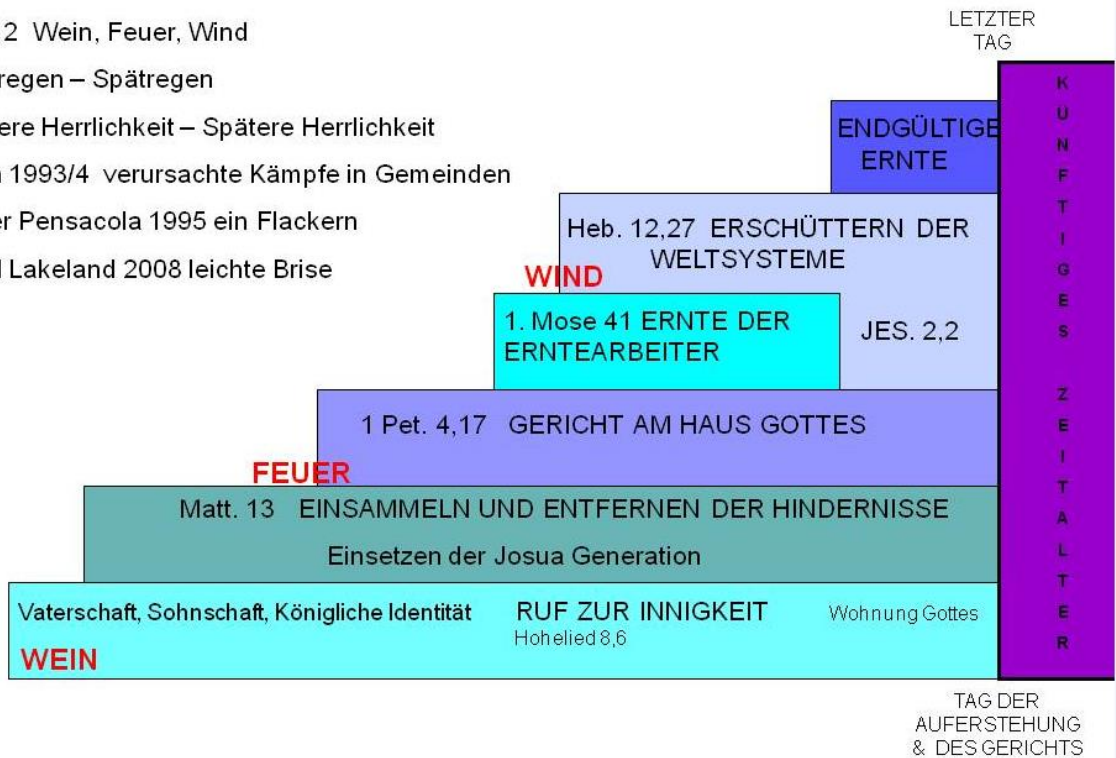 2 Wein, Feuer, Wind
regen – Spätregen
ere Herrlichkeit – Spätere Herrlichkeit
1993/4 verursachte Kämpfe in Gemeinden
er Pensacola 1995 ein Flackern
Lakeland 2008 leichte Brise
LETZTER
TAG
ENDGÜLTIGE
ERNTE
Heb. 12,27 ERSCHÜTTERN DER
WELTSYSTEME
WIND
1. Mose 41 ERNTE DER
ERNTEARBEITER
JES. 2,2
1 Pet. 4,17 GERICHT AM HAUS GOTTES
FEUER
Matt. 13 EINSAMMELN UND ENTFERNEN DER HINDERNISSE
Einsetzen der Josua Generation
Vaterschaft, Sohnschaft, Königliche Identität
RUF ZUR INNIGKEIT
Hohelied 8,6
Wohnung Gottes
WEIN
KÜNFTIGES ZEITALTER
TAG DER
AUFERSTEHUNG
& DES GERICHTS